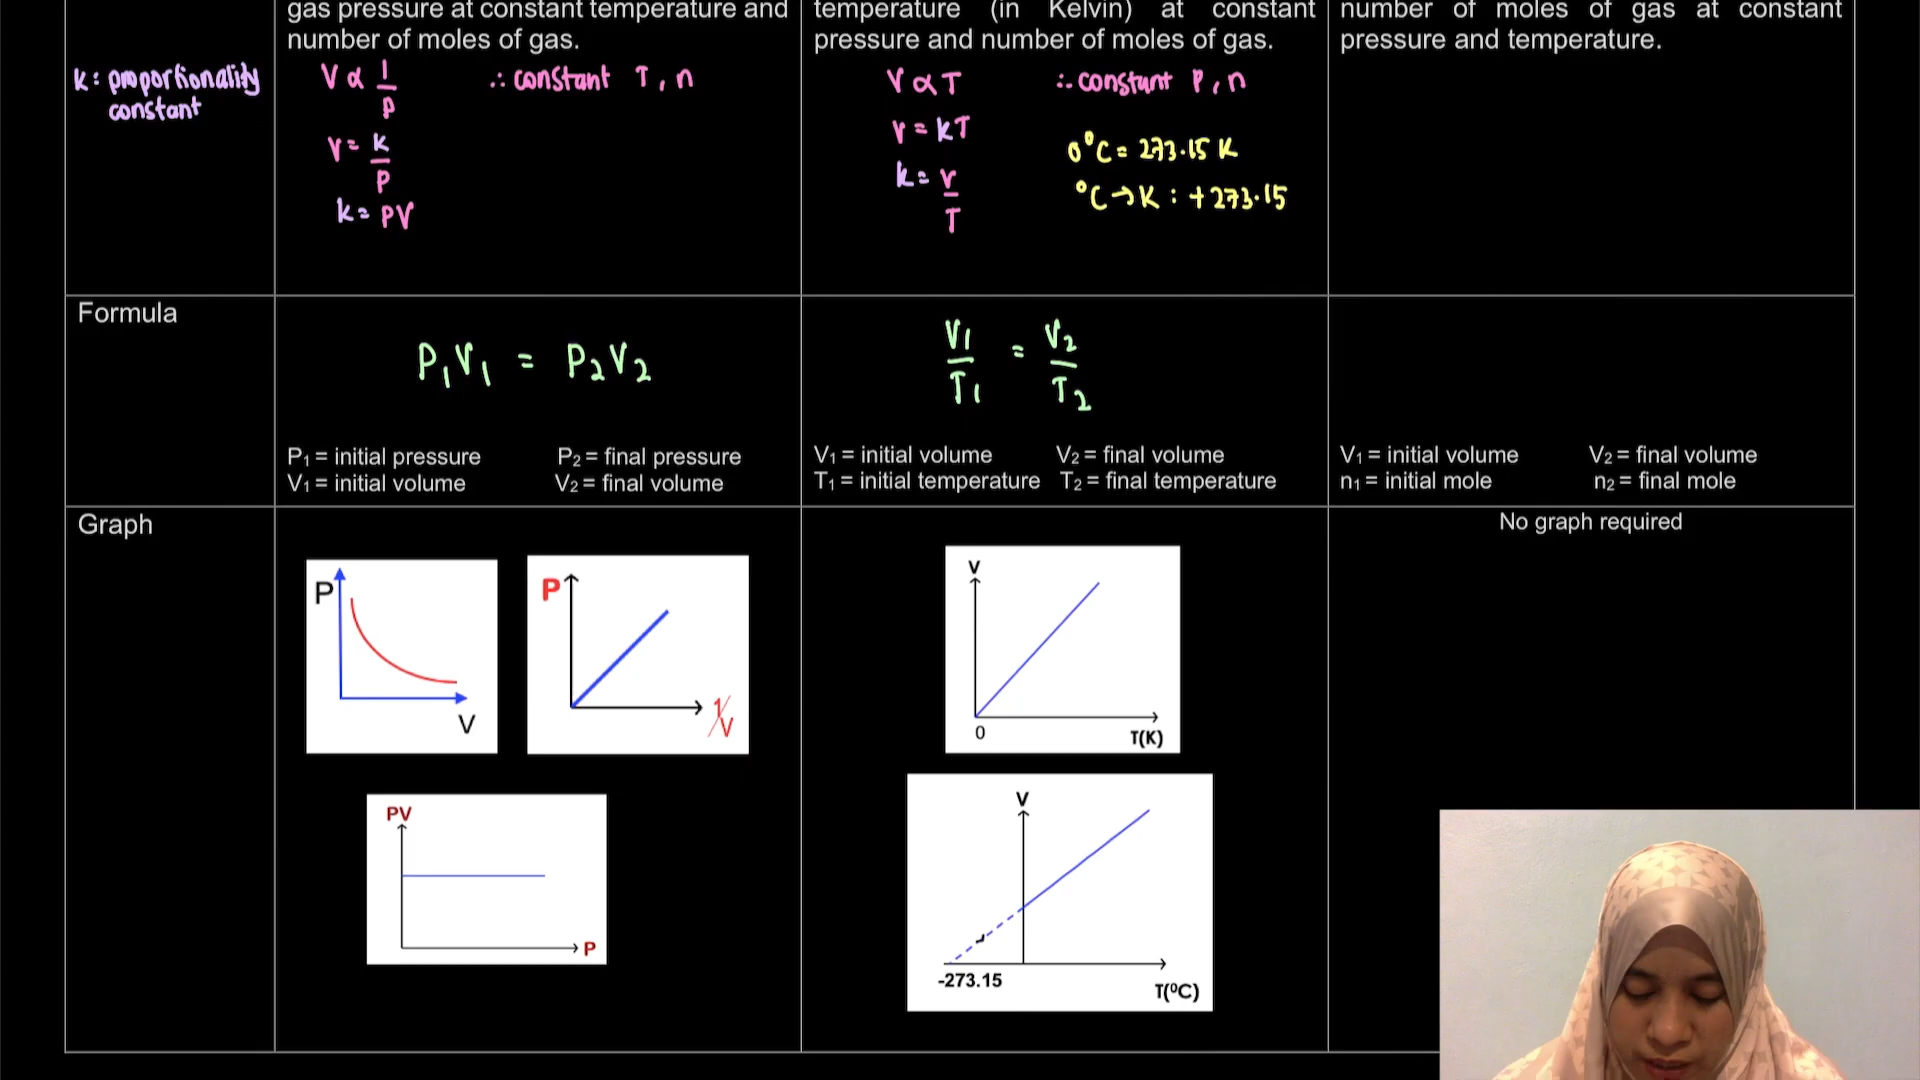 gas pressure at constant temperature and
number of moles of gas.
temperature (in Kelvin) at constant
pressure and number of moles of gas.
number of moles of gas at constant
pressure and temperature.
k : proportionality
constant
V ∝ 1/P
∴ constant T, n
V = k/P
k = PV
V ∝ T
∴ constant P, n
V = kT
k = V/T
0°C = 273.15 K
°C → K : + 273.15
Formula
P₁V₁ = P₂V₂
P₁ = initial pressure
P₂ = final pressure
V₁ = initial volume
V₂ = final volume
V₁/T₁ = V₂/T₂
V₁ = initial volume
V₂ = final volume
T₁ = initial temperature
T₂ = final temperature
V₁ = initial volume
V₂ = final volume
n₁ = initial mole
n₂ = final mole
Graph
P
V
P
1/V
PV
P
V
0
T(K)
V
-273.15
T(⁰C)
No graph required